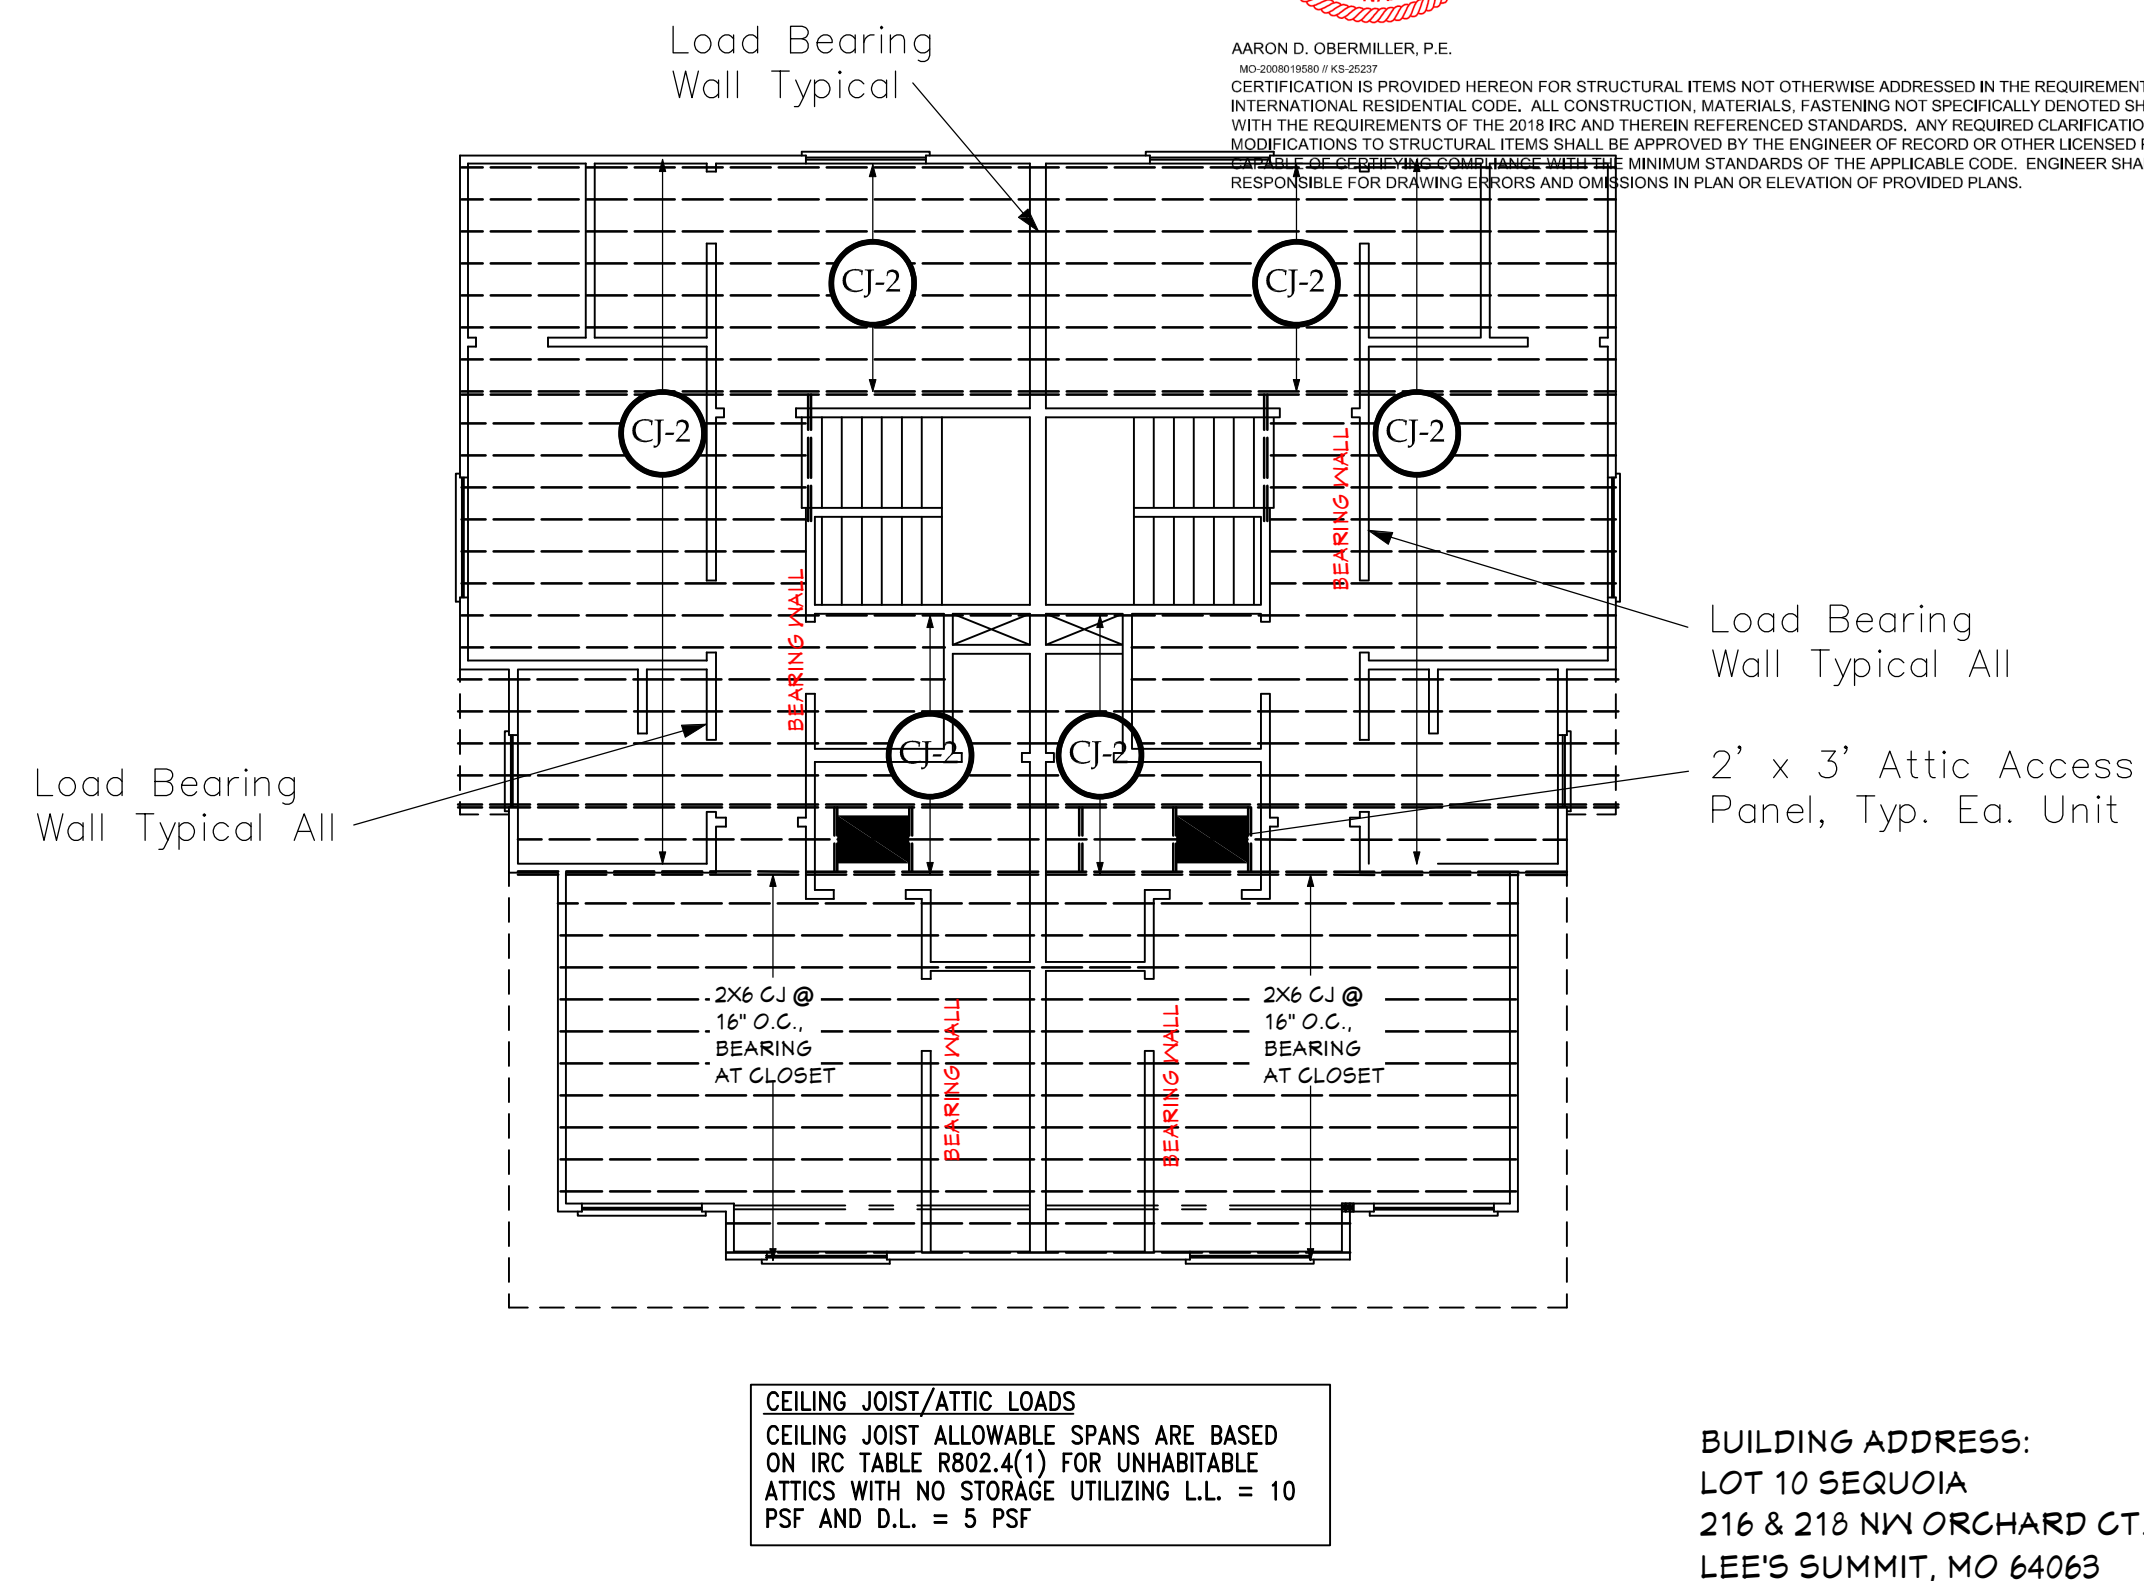 Load Bearing
Wall Typical
AARON D. OBERMILLER, P.E.
MO-2008019580 // KS-25237
CERTIFICATION IS PROVIDED HEREON FOR STRUCTURAL ITEMS NOT OTHERWISE ADDRESSED IN THE REQUIREMENT
INTERNATIONAL RESIDENTIAL CODE. ALL CONSTRUCTION, MATERIALS, FASTENING NOT SPECIFICALLY DENOTED SH
WITH THE REQUIREMENTS OF THE 2018 IRC AND THEREIN REFERENCED STANDARDS. ANY REQUIRED CLARIFICATIO
MODIFICATIONS TO STRUCTURAL ITEMS SHALL BE APPROVED BY THE ENGINEER OF RECORD OR OTHER LICENSED
CAPABLE OF CERTIFYING COMPLIANCE WITH THE MINIMUM STANDARDS OF THE APPLICABLE CODE. ENGINEER SHA
RESPONSIBLE FOR DRAWING ERRORS AND OMISSIONS IN PLAN OR ELEVATION OF PROVIDED PLANS.
CJ-2
CJ-2
CJ-2
CJ-2
BEARING WALL
BEARING WALL
Load Bearing
Wall Typical All
CJ-2
CJ-2
2' x 3' Attic Access
Panel, Typ. Ea. Unit
Load Bearing
Wall Typical All
2X6 CJ @
16" O.C.,
BEARING
AT CLOSET
BEARING WALL
BEARING WALL
2X6 CJ @
16" O.C.,
BEARING
AT CLOSET
CEILING JOIST/ATTIC LOADS
CEILING JOIST ALLOWABLE SPANS ARE BASED
ON IRC TABLE R802.4(1) FOR UNHABITABLE
ATTICS WITH NO STORAGE UTILIZING L.L. = 10
PSF AND D.L. = 5 PSF
BUILDING ADDRESS:
LOT 10 SEQUOIA
216 & 218 NW ORCHARD CT.
LEE'S SUMMIT, MO 64063